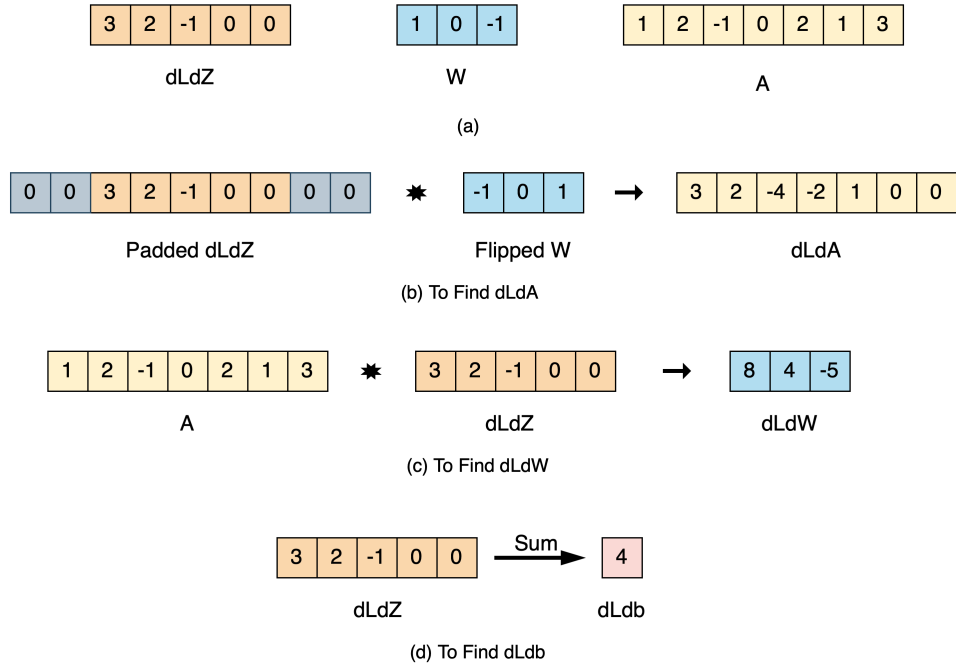 3 2 -1 0 0 1 0 -1 1 2 -1 0 2 1 3
dLdZ W A
(a)
0 0 3 2 -1 0 0 0 0 -1 0 1 3 2 -4 -2 1 0 0
Padded dLdZ Flipped W dLdA
(b) To Find dLdA
1 2 -1 0 2 1 3 3 2 -1 0 0 8 4 -5
A dLdZ dLdW
(c) To Find dLdW
3 2 -1 0 0 Sum 4
dLdZ dLdb
(d) To Find dLdb